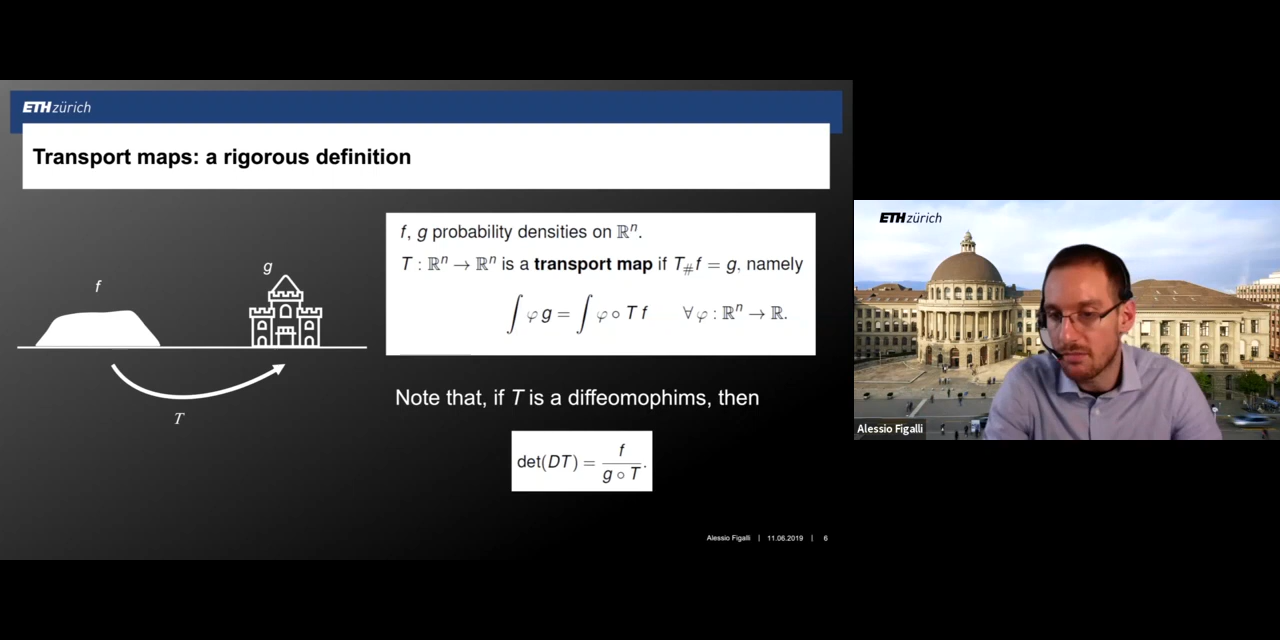 ETH zürich
Transport maps: a rigorous definition
f, g probability densities on ℝⁿ.
T : ℝⁿ → ℝⁿ is a transport map if T_# f = g, namely
∫ φ g = ∫ φ ∘ T f ∀ φ : ℝⁿ → ℝ.
f
g
T
Note that, if T is a diffeomophims, then
det(DT) = f / (g ∘ T).
Alessio Figalli | 11.06.2019 | 6
ETH zürich
Alessio Figalli